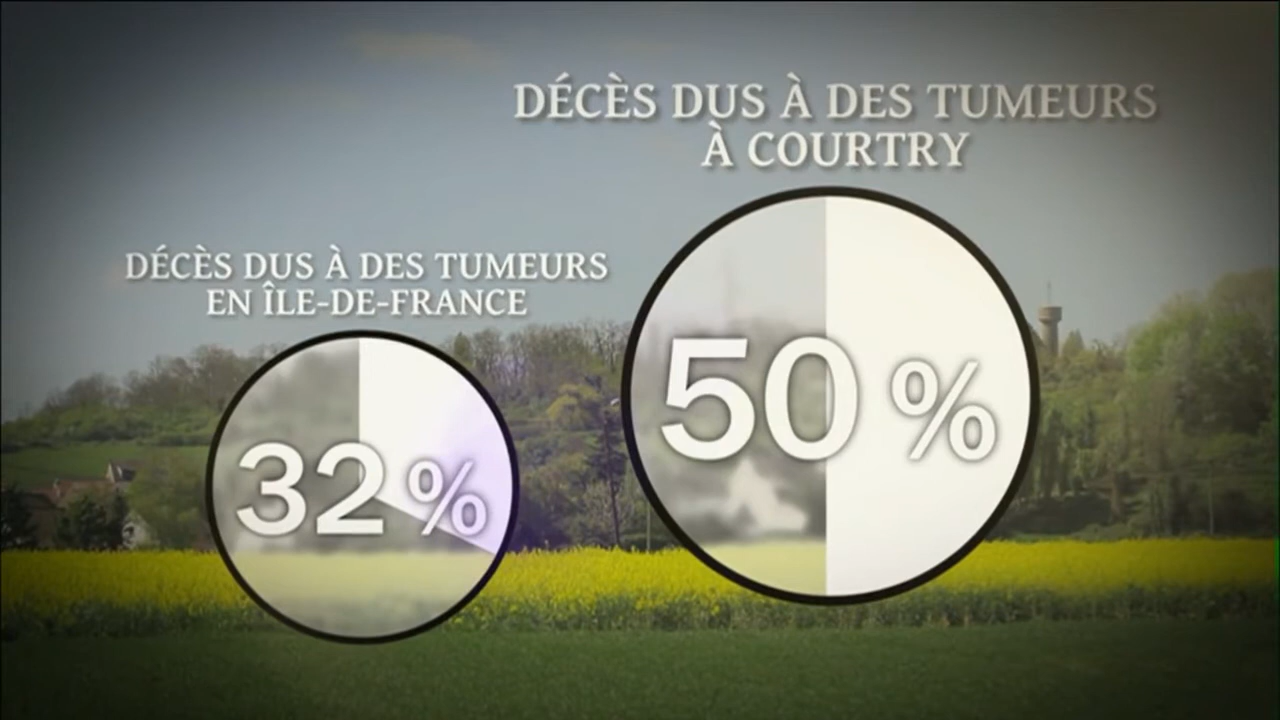 DÉCÈS DUS À DES TUMEURS
À COURTRY
50 %
DÉCÈS DUS À DES TUMEURS
EN ÎLE-DE-FRANCE
32 %